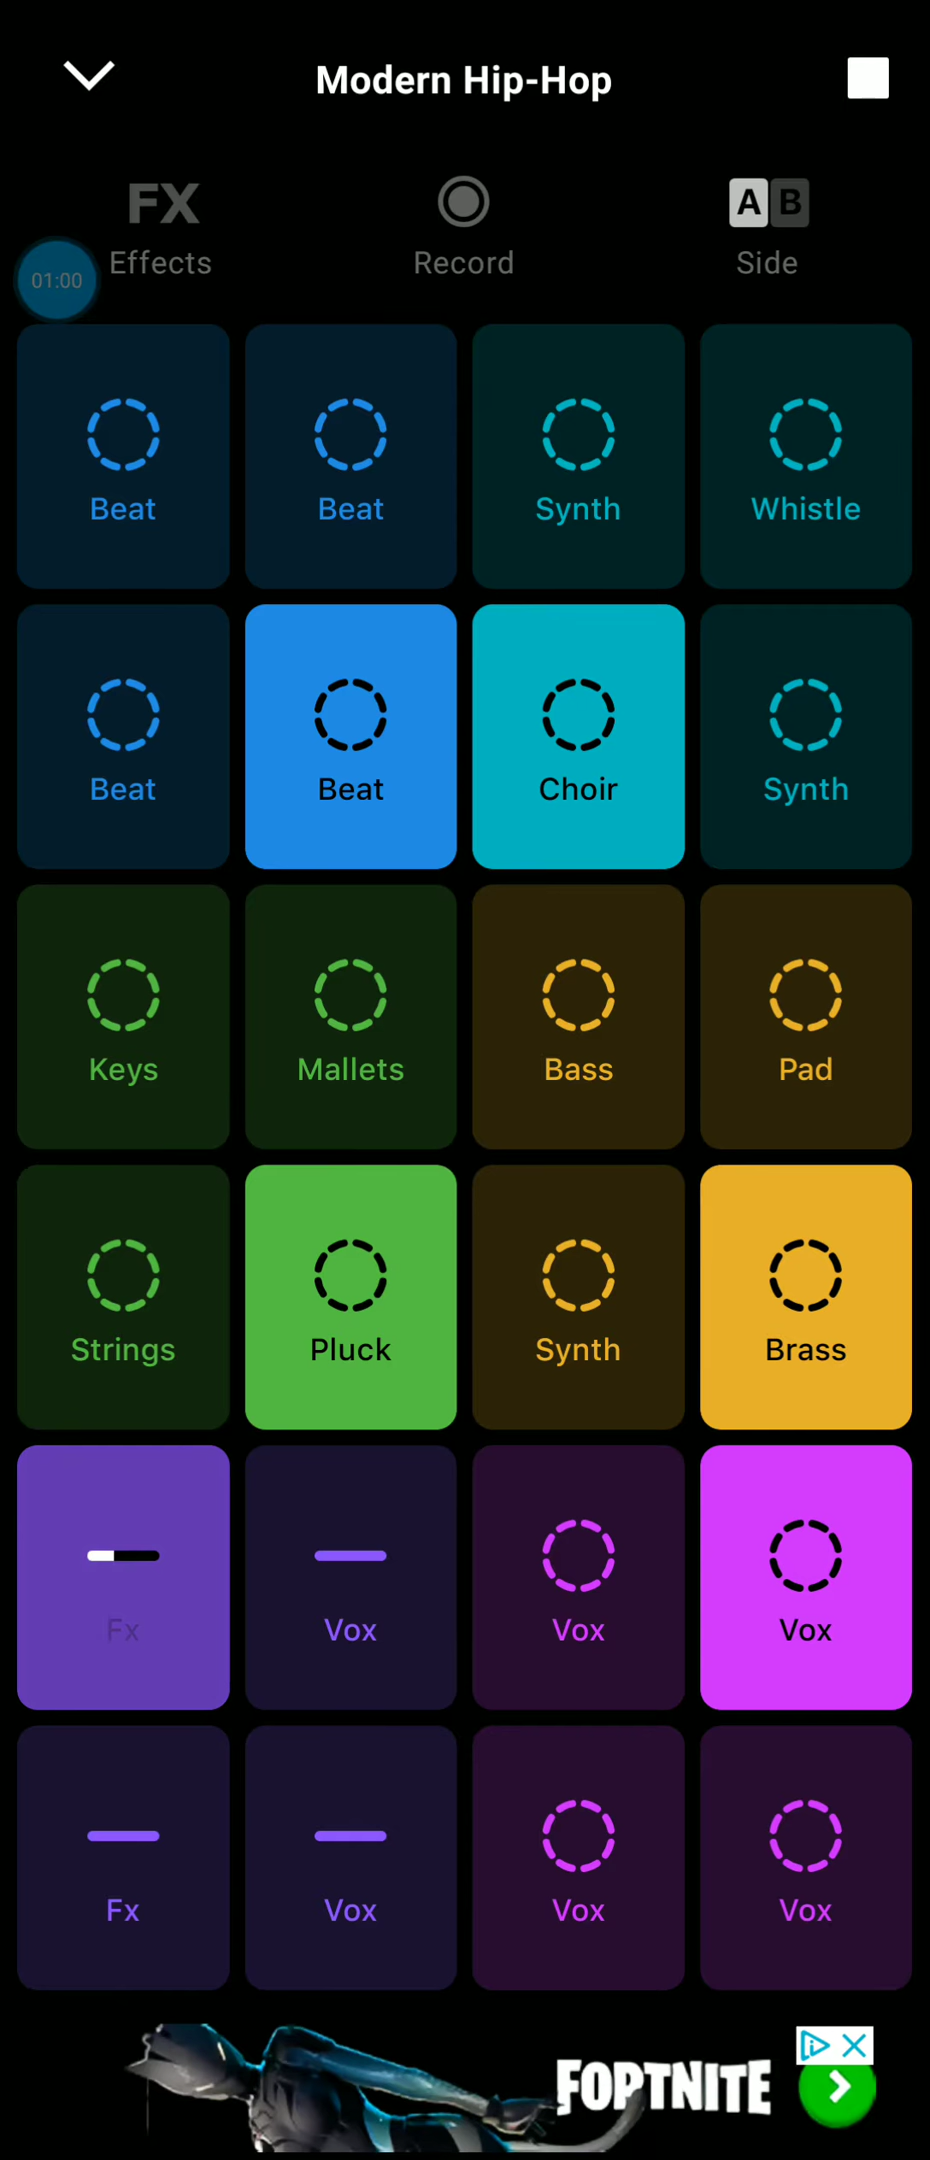 Modern Hip-Hop
FX A B
Effects Record Side
01:00
Beat Beat Synth Whistle
Beat Beat Choir Synth
Keys Mallets Bass Pad
Strings Pluck Synth Brass
Fx Vox Vox Vox
Fx Vox Vox Vox
FORTNITE